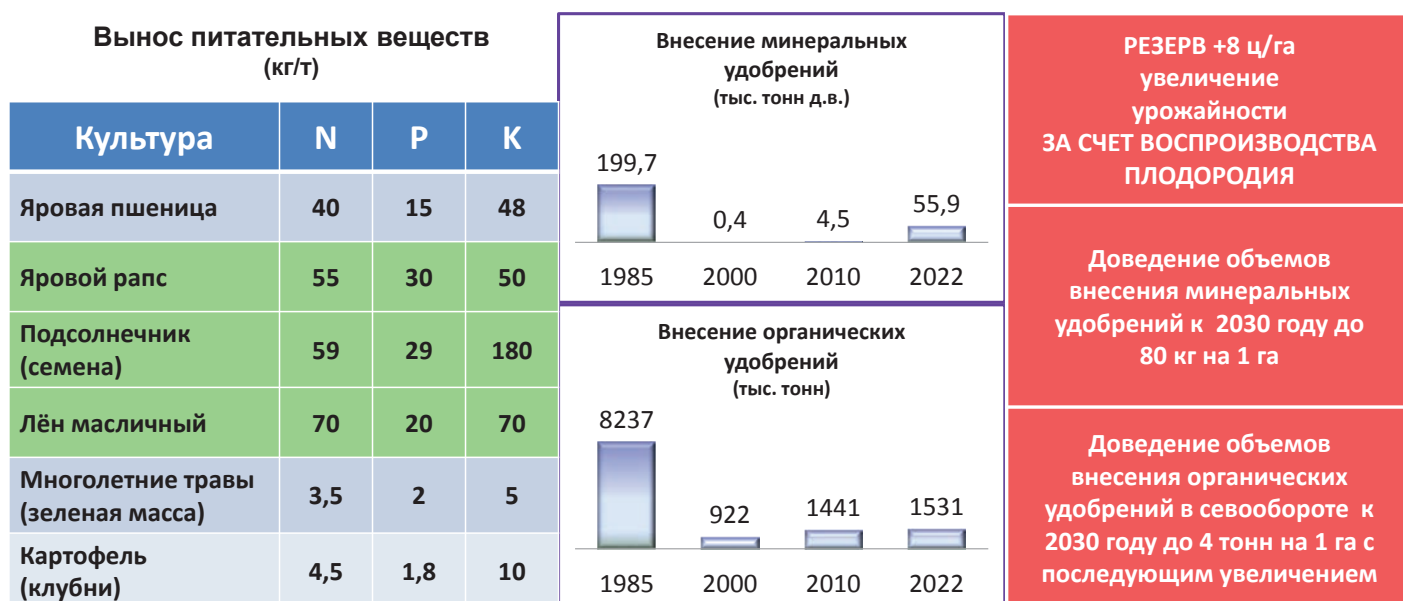 Вынос питательных веществ
(кг/т)
Культура N P K
Яровая пшеница 40 15 48
Яровой рапс 55 30 50
Подсолнечник
(семена) 59 29 180
Лён масличный 70 20 70
Многолетние травы
(зеленая масса) 3,5 2 5
Картофель
(клубни) 4,5 1,8 10
Внесение минеральных
удобрений
(тыс. тонн д.в.)
199,7 0,4 4,5 55,9
1985 2000 2010 2022
Внесение органических
удобрений
(тыс. тонн)
8237 922 1441 1531
1985 2000 2010 2022
РЕЗЕРВ +8 ц/га
увеличение
урожайности
ЗА СЧЕТ ВОСПРОИЗВОДСТВА
ПЛОДОРОДИЯ
Доведение объемов
внесения минеральных
удобрений к 2030 году до
80 кг на 1 га
Доведение объемов
внесения органических
удобрений в севообороте к
2030 году до 4 тонн на 1 га с
последующим увеличением